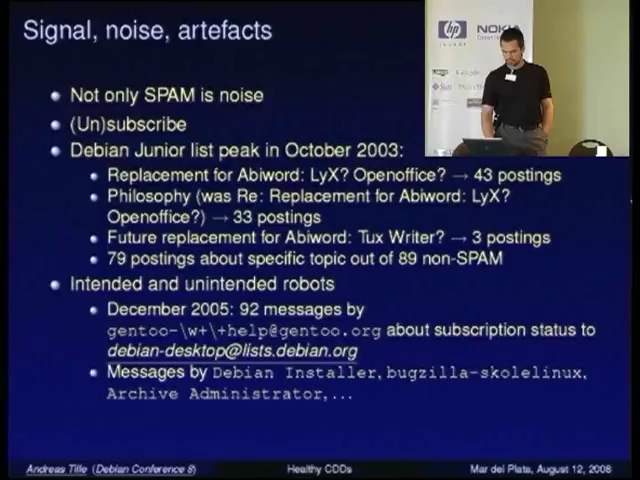 Signal, noise, artefacts
hp
invent
NOKIA
Not only SPAM is noise
(Un)subscribe
Debian Junior list peak in October 2003:
Replacement for Abiword: LyX? Openoffice? → 43 postings
Philosophy (was Re: Replacement for Abiword: LyX?
Openoffice?) → 33 postings
Future replacement for Abiword: Tux Writer? → 3 postings
79 postings about specific topic out of 89 non-SPAM
Intended and unintended robots
December 2005: 92 messages by
gentoo-\w+\+help@gentoo.org about subscription status to
debian-desktop@lists.debian.org
Messages by Debian Installer, bugzilla-skolelinux,
Archive Administrator, ...
Andreas Tille (Debian Conference 8)
Healthy CDDs
Mar del Plata, August 12, 2008